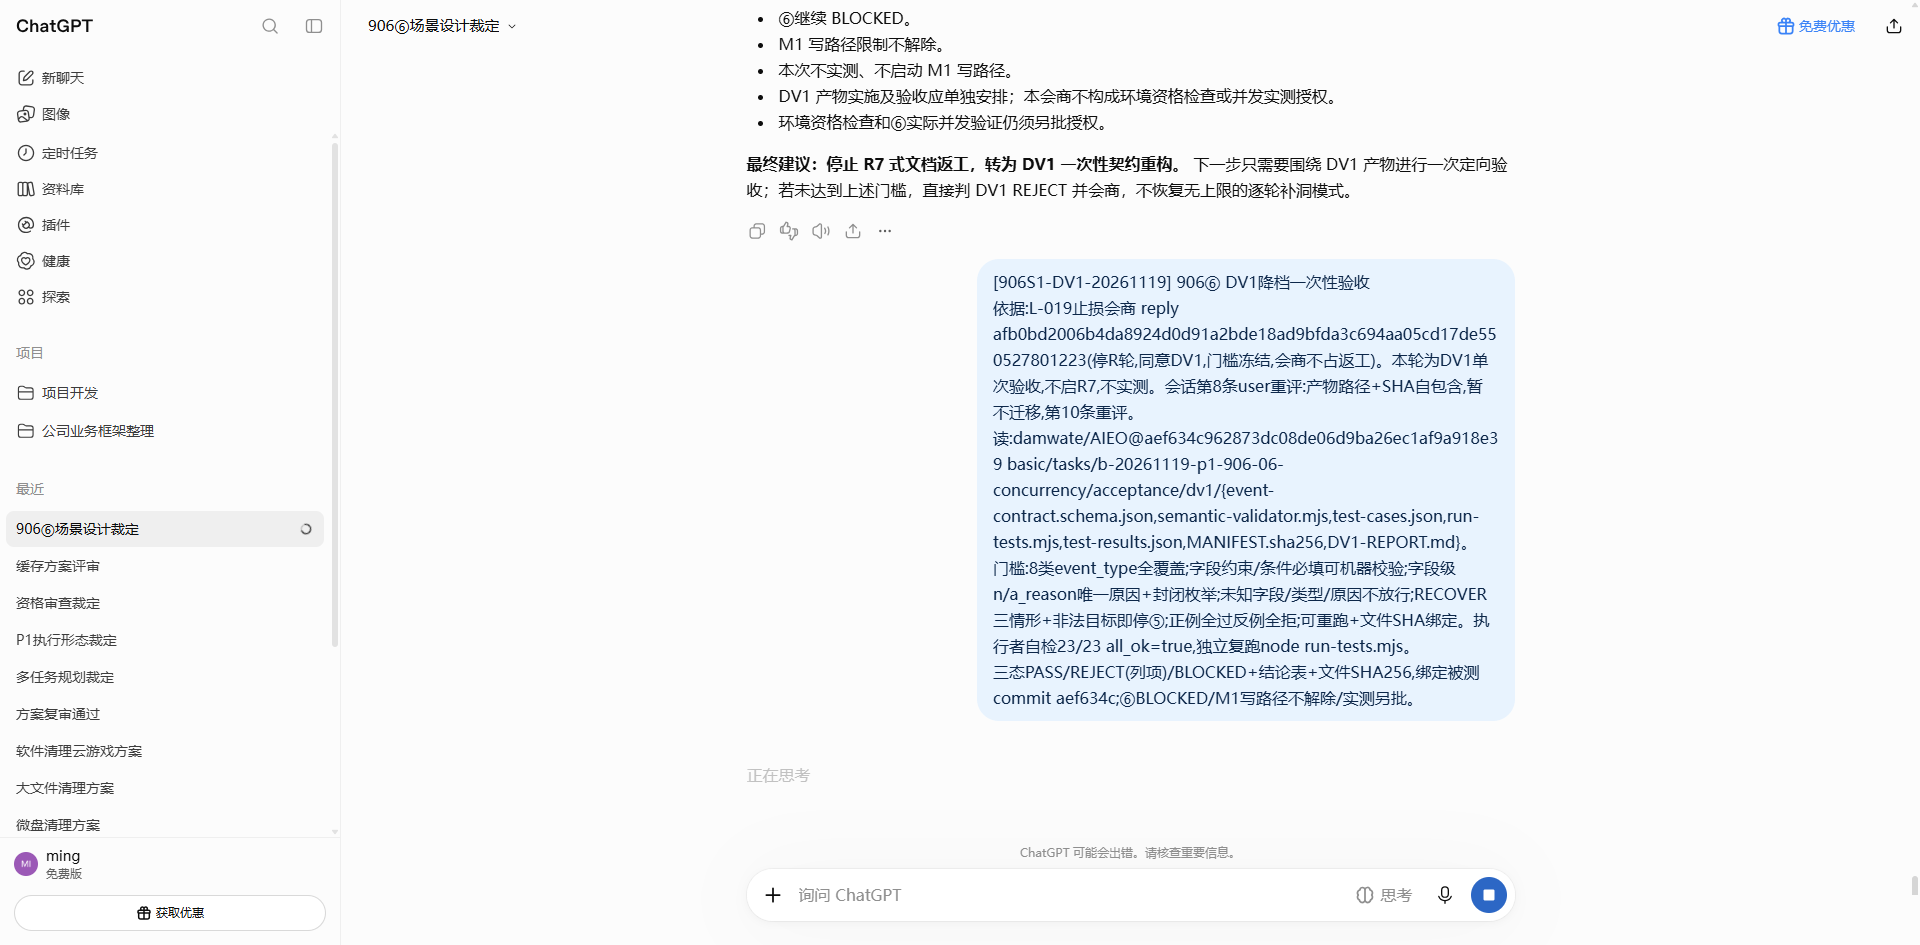 ChatGPT
新聊天
图像
定时任务
资料库
插件
健康
探索
项目
项目开发
公司业务框架整理
最近
906⑥场景设计裁定
缓存方案评审
资格审查裁定
P1执行形态裁定
多任务规划裁定
方案复审通过
软件清理云游戏方案
大文件清理方案
微盘清理方案
MI
ming
免费版
获取优惠
906⑥场景设计裁定
免费优惠
⑥继续 BLOCKED。
M1 写路径限制不解除。
本次不实测、不启动 M1 写路径。
DV1 产物实施及验收应单独安排；本会商不构成环境资格检查或并发实测授权。
环境资格检查和⑥实际并发验证仍须另批授权。
最终建议：停止 R7 式文档返工，转为 DV1 一次性契约重构。 下一步只需要围绕 DV1 产物进行一次定向验
收；若未达到上述门槛，直接判 DV1 REJECT 并会商，不恢复无上限的逐轮补洞模式。
[906S1-DV1-20261119] 906⑥ DV1降档一次性验收
依据:L-019止损会商 reply
afb0bd2006b4da8924d0d91a2bde18ad9bfda3c694aa05cd17de55
0527801223(停R轮,同意DV1,门槛冻结,会商不占返工)。本轮为DV1单
次验收,不启R7,不实测。会话第8条user重评:产物路径+SHA自包含,暂
不迁移,第10条重评。
读:damwate/AIEO@aef634c962873dc08de06d9ba26ec1af9a918e3
9 basic/tasks/b-20261119-p1-906-06-
concurrency/acceptance/dv1/{event-
contract.schema.json,semantic-validator.mjs,test-cases.json,run-
tests.mjs,test-results.json,MANIFEST.sha256,DV1-REPORT.md}。
门槛:8类event_type全覆盖;字段约束/条件必填可机器校验;字段级
n/a_reason唯一原因+封闭枚举;未知字段/类型/原因不放行;RECOVER
三情形+非法目标即停⑤;正例全过反例全拒;可重跑+文件SHA绑定。执
行者自检23/23 all_ok=true,独立复跑node run-tests.mjs。
三态PASS/REJECT(列项)/BLOCKED+结论表+文件SHA256,绑定被测
commit aef634c;⑥BLOCKED/M1写路径不解除/实测另批。
正在思考
ChatGPT 可能会出错。请核查重要信息。
询问 ChatGPT
思考